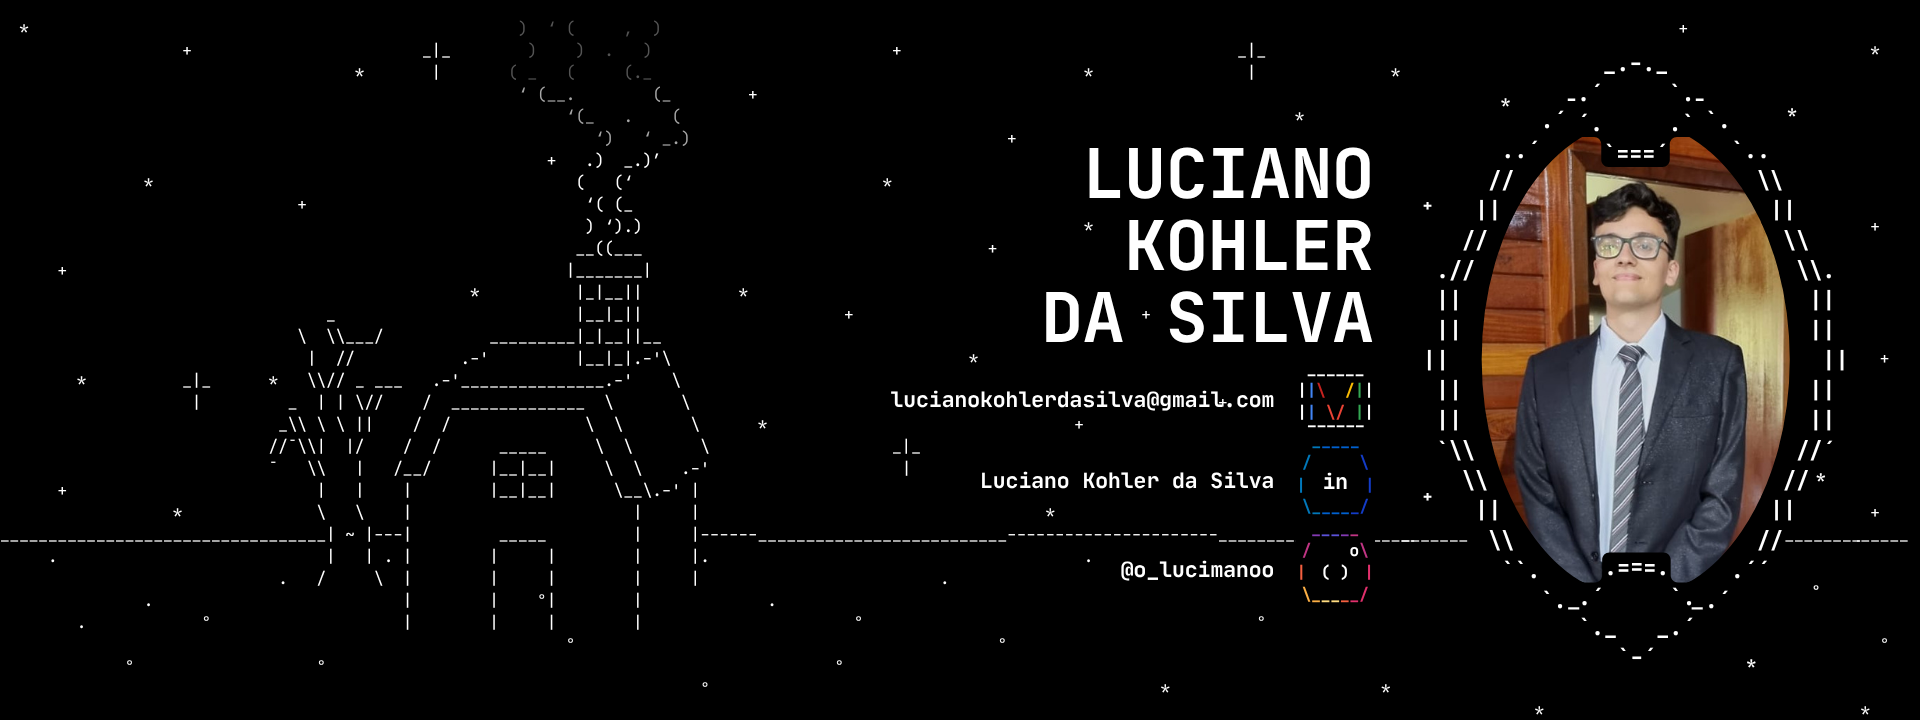 LUCIANO
KOHLER
DA SILVA
lucianokohlerdasilva@gmail.com
Luciano Kohler da Silva
in
@o_lucimanoo